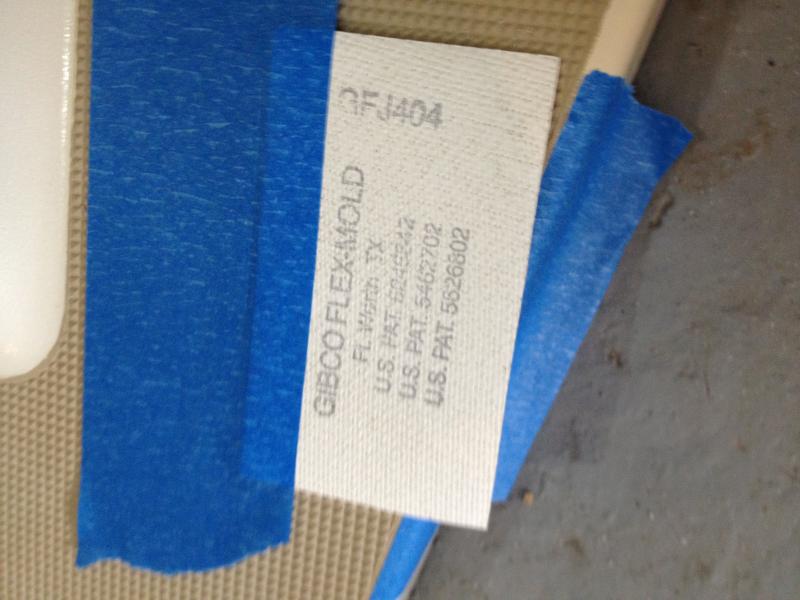 GIBCO FLEX-MOLD
Ft. Worth, TX
U.S. PAT.
U.S. PAT. 5462702
U.S. PAT. 5626802